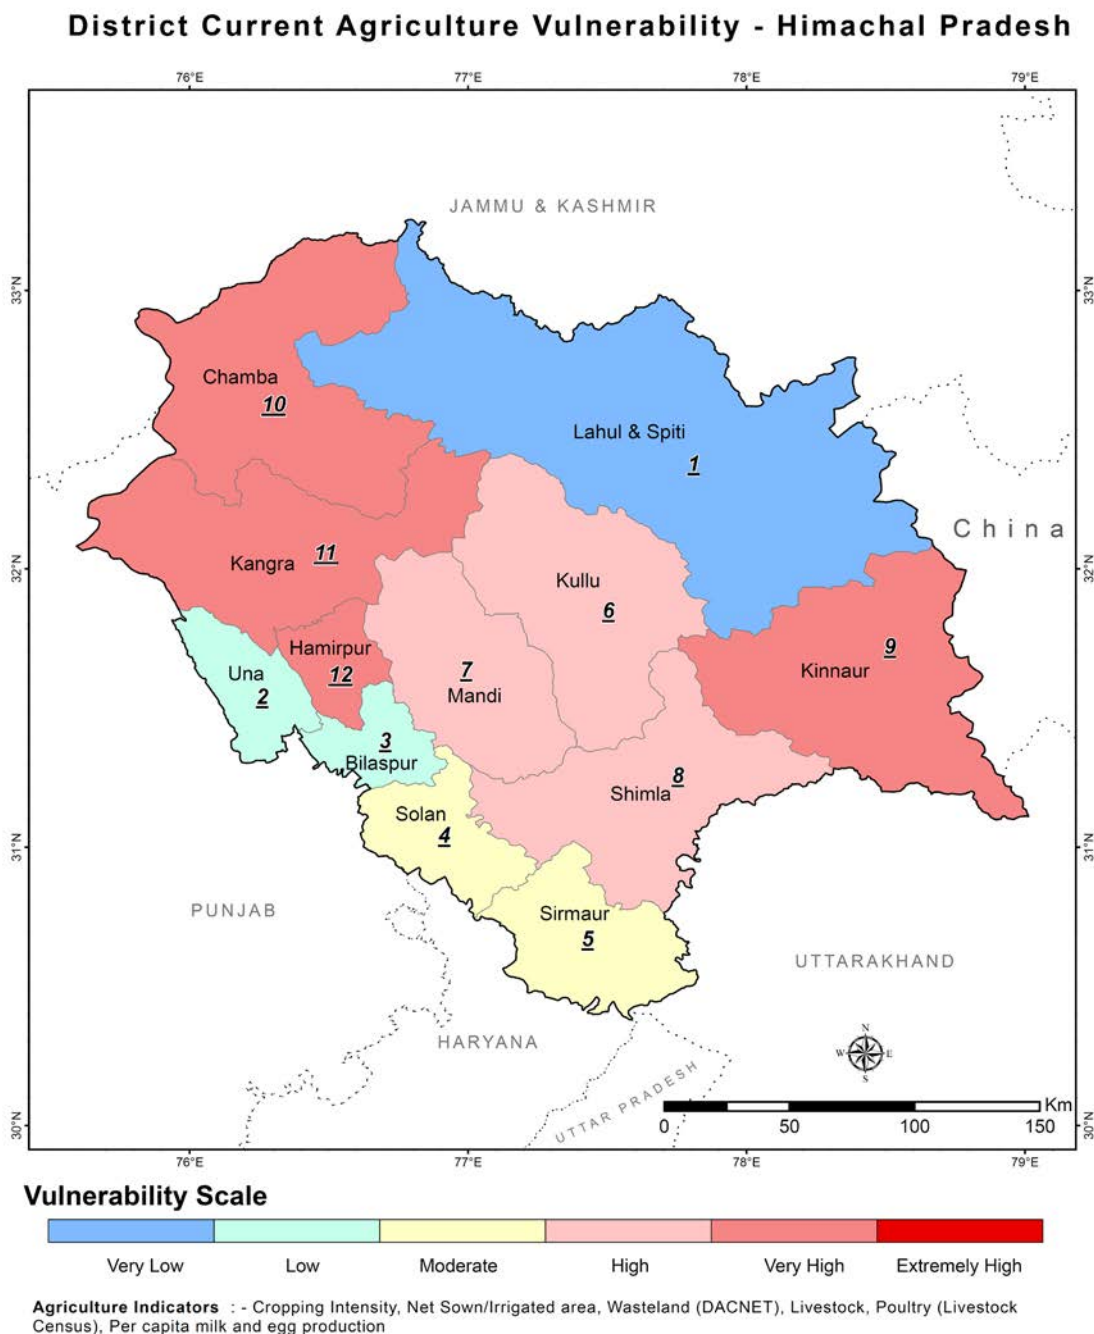 District Current Agriculture Vulnerability - Himachal Pradesh
76°E 77°E 78°E 79°E
JAMMU & KASHMIR
33°N 33°N
Chamba
10
Lahul & Spiti
1
China
Kangra 11
32°N 32°N
Kullu
6
Hamirpur
12
Una
2
7
Mandi
9
Kinnaur
3
Bilaspur
8
Shimla
Solan
4
31°N 31°N
PUNJAB
Sirmaur
5
UTTARAKHAND
HARYANA
N
W E
S
UTTAR PRADESH
Km
0 50 100 150
30°N 30°N
76°E 77°E 78°E 79°E
Vulnerability Scale
Very Low Low Moderate High Very High Extremely High
Agriculture Indicators : - Cropping Intensity, Net Sown/Irrigated area, Wasteland (DACNET), Livestock, Poultry (Livestock
Census), Per capita milk and egg production